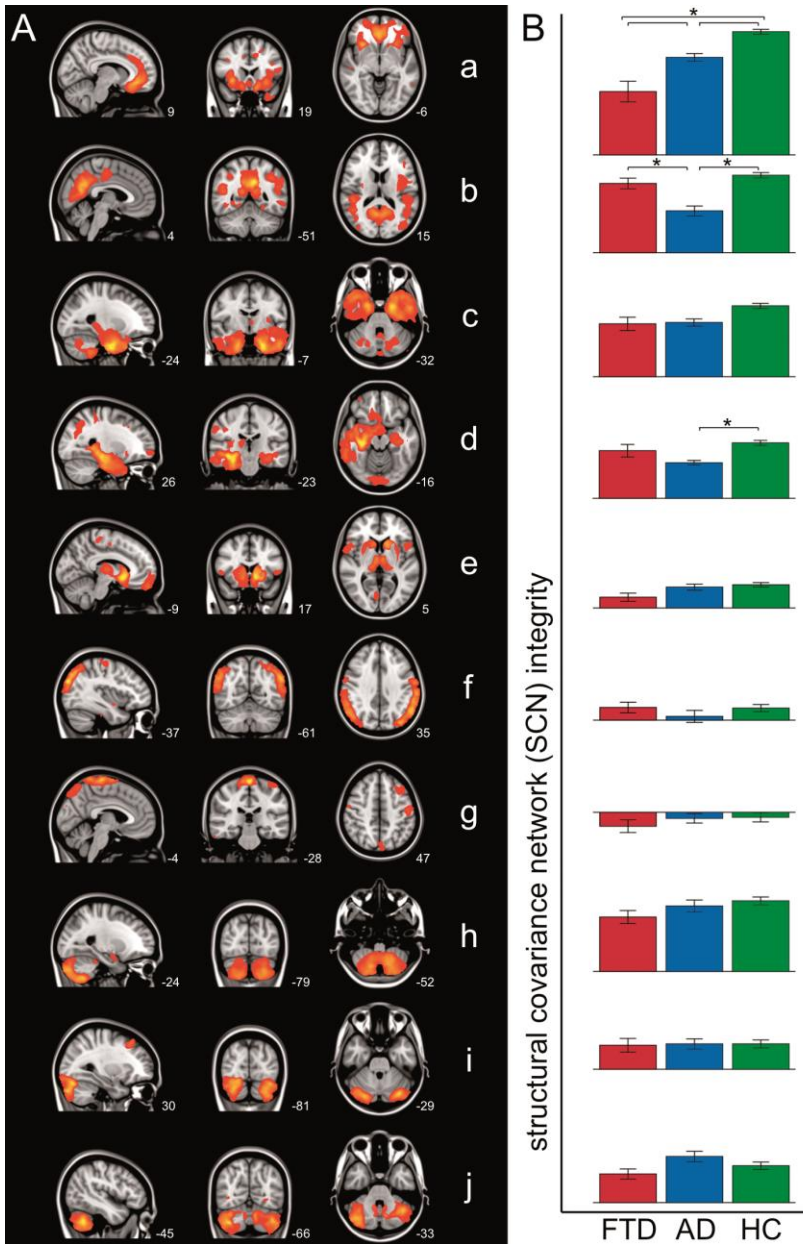 A
B
*
a
9
19
-6
* *
b
4
-51
15
c
-24
-7
-32
*
d
26
-23
-16
e
-9
17
5
f
-37
-61
35
g
-4
-28
47
h
-24
-79
-52
i
30
-81
-29
j
-45
-66
-33
structural covariance network (SCN) integrity
FTD AD HC